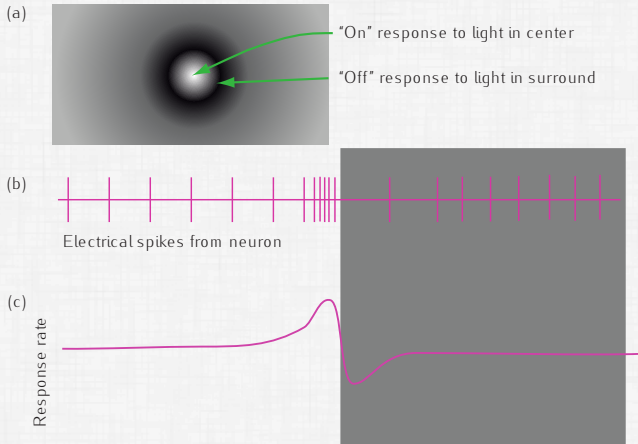 (a)
“On” response to light in center
“Off” response to light in surround
(b)
Electrical spikes from neuron
(c)
Response rate